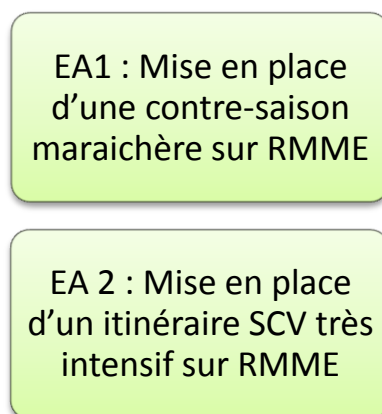 EA1 : Mise en place
d’une contre-saison
maraichère sur RMME
EA 2 : Mise en place
d’un itinéraire SCV très
intensif sur RMME